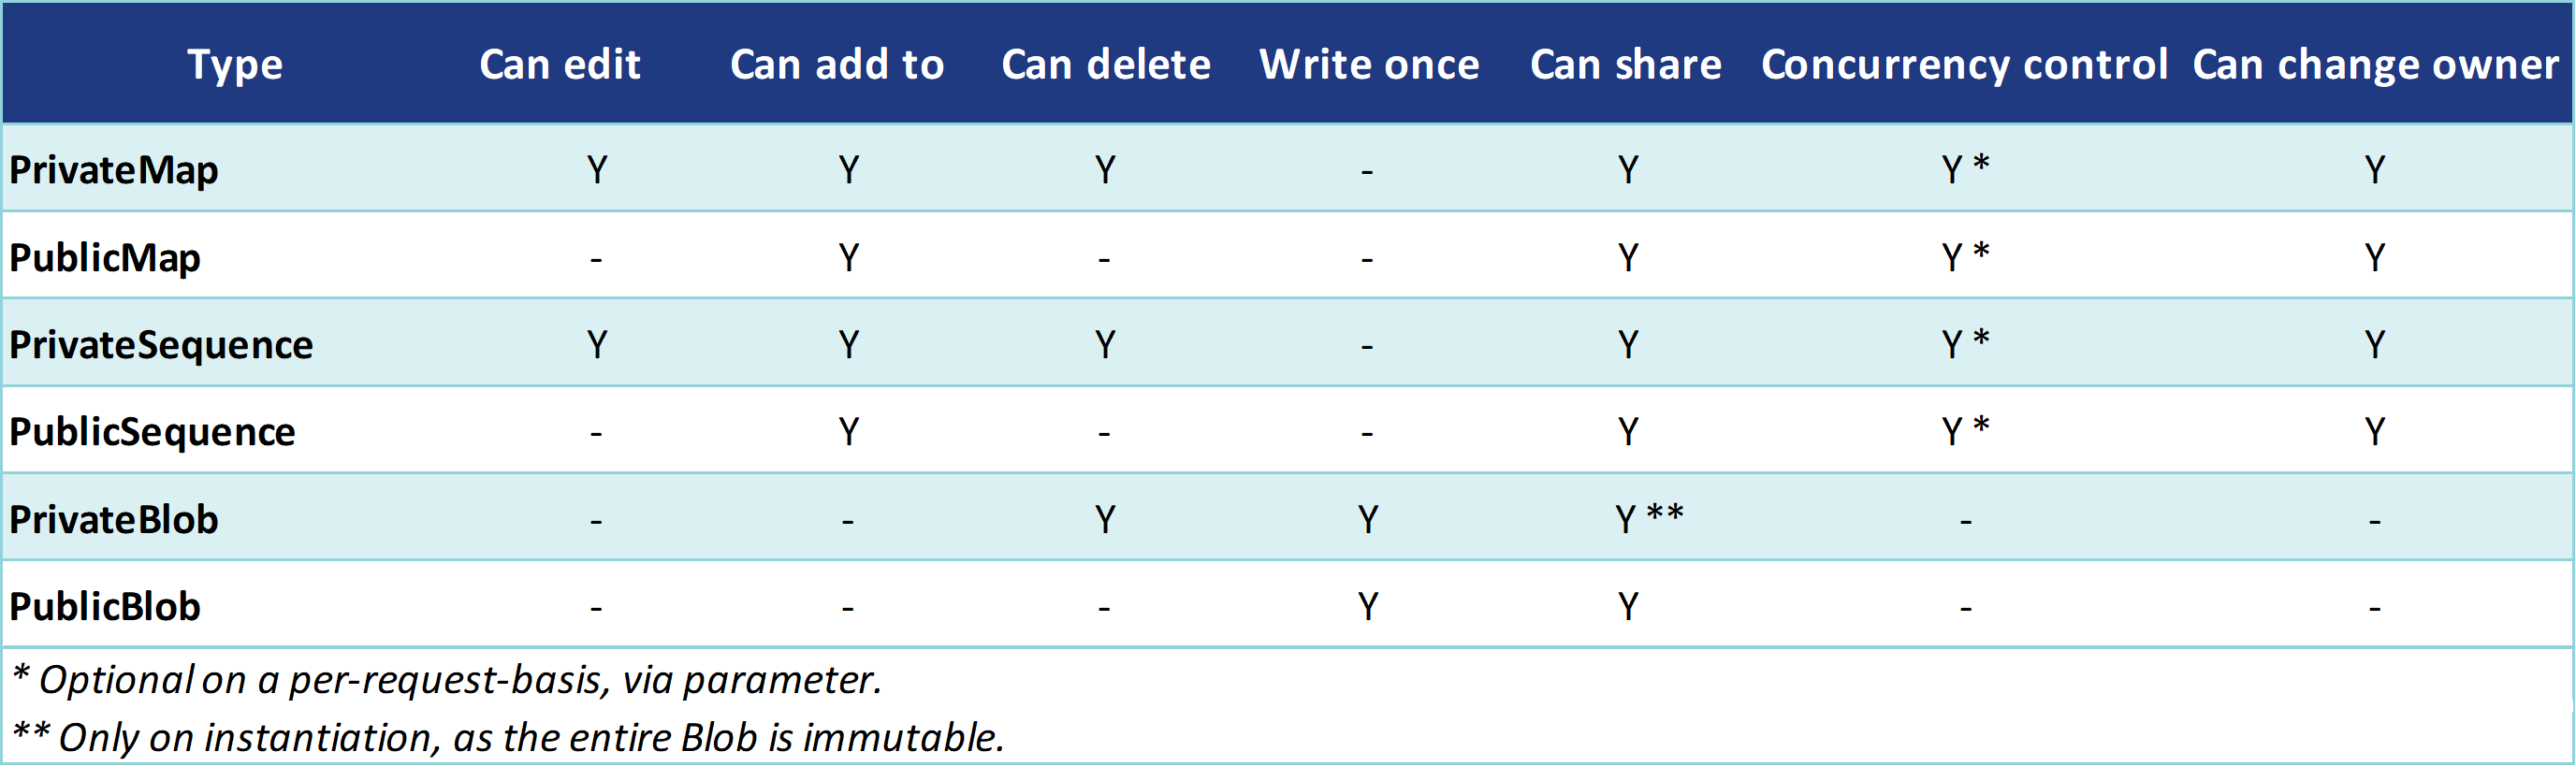 Type Can edit Can add to Can delete Write once Can share Concurrency control Can change owner
PrivateMap Y Y Y - Y Y * Y
PublicMap - Y - - Y Y * Y
PrivateSequence Y Y Y - Y Y * Y
PublicSequence - Y - - Y Y * Y
PrivateBlob - - Y Y Y ** - -
PublicBlob - - - Y Y - -
* Optional on a per-request-basis, via parameter.
** Only on instantiation, as the entire Blob is immutable.